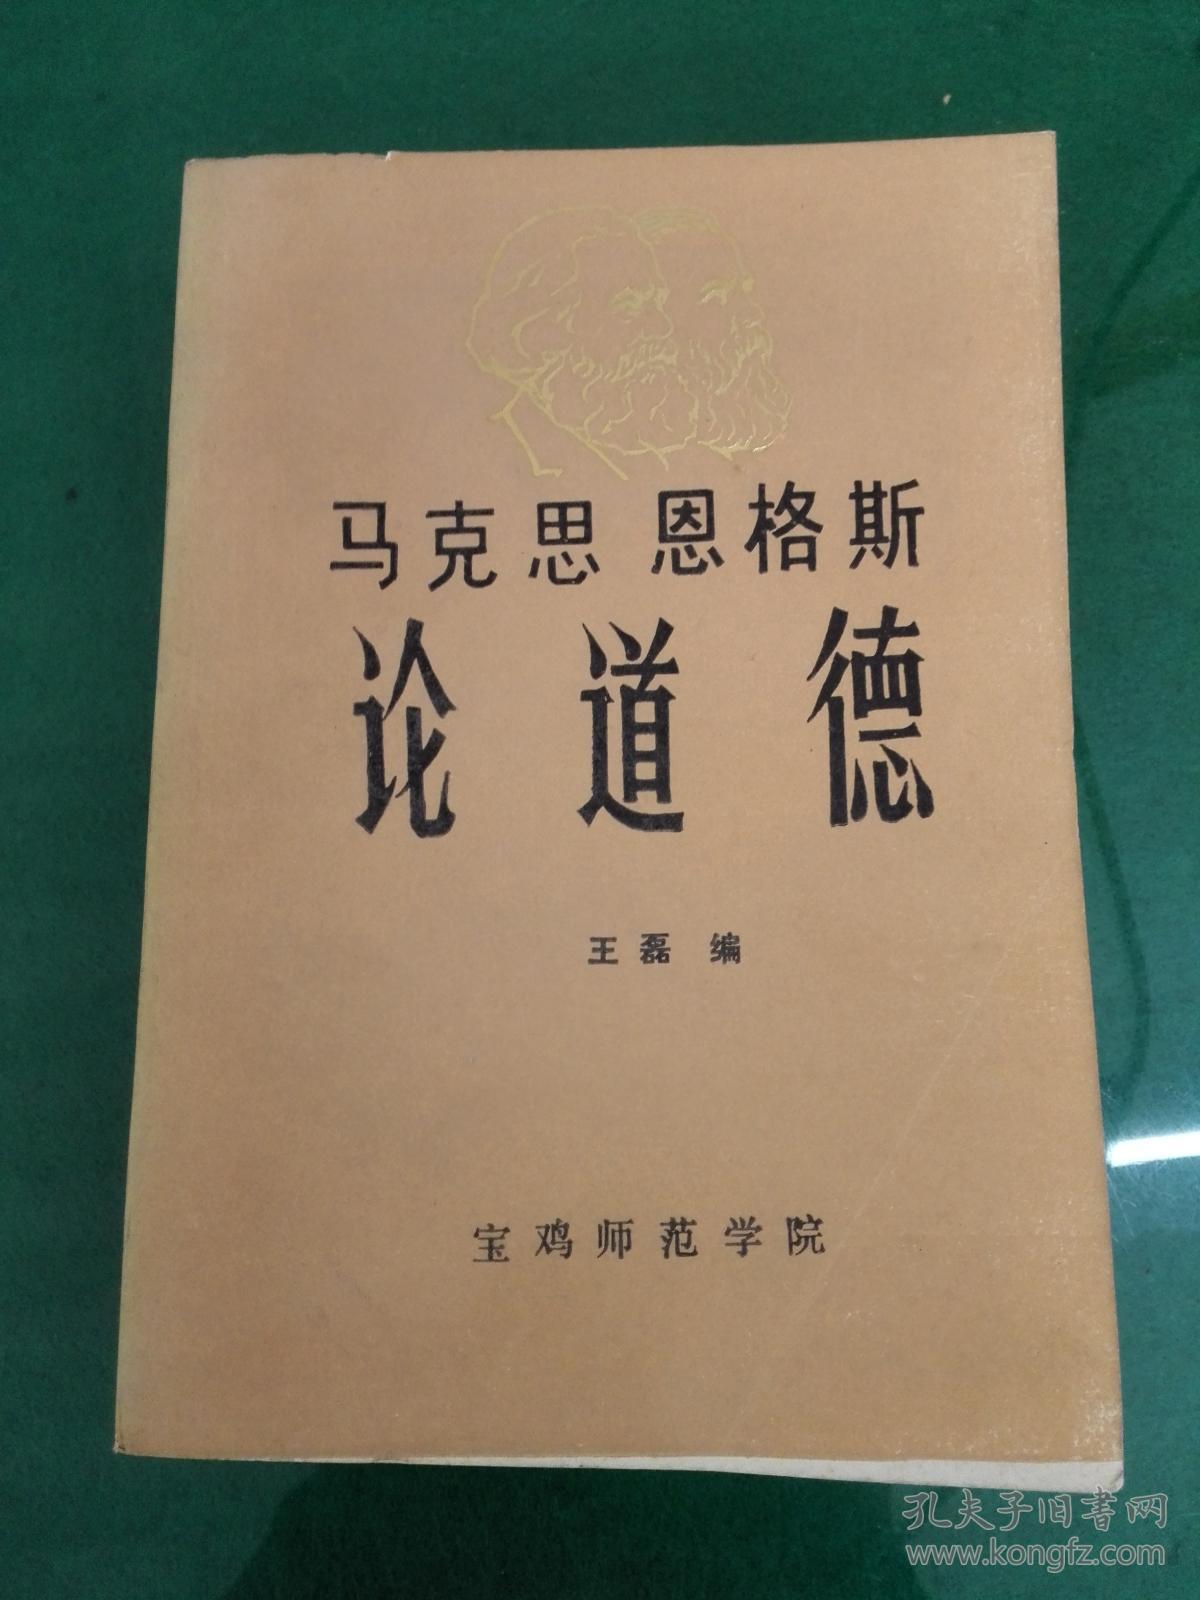 马克思 恩格斯
论道德
王磊 编
宝鸡师范学院
孔夫子旧书网
www.kongfz.com